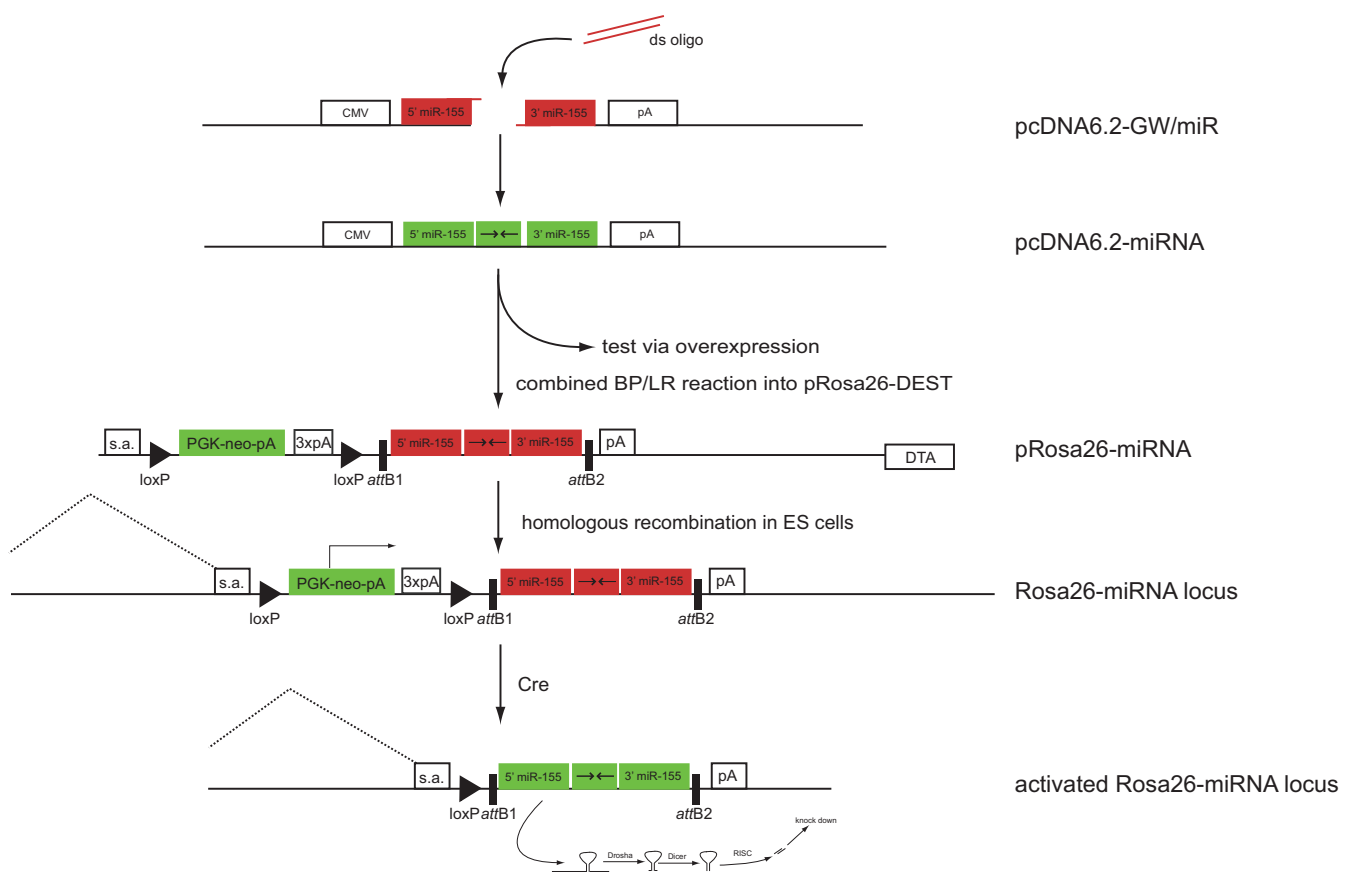 ds oligo
CMV
5' miR-155
3' miR-155
pA
pcDNA6.2-GW/miR
CMV
5' miR-155
3' miR-155
pA
pcDNA6.2-miRNA
test via overexpression
combined BP/LR reaction into pRosa26-DEST
s.a.
PGK-neo-pA
3xpA
5' miR-155
3' miR-155
pA
DTA
pRosa26-miRNA
loxP
loxP
attB1
attB2
homologous recombination in ES cells
s.a.
PGK-neo-pA
3xpA
5' miR-155
3' miR-155
pA
Rosa26-miRNA locus
loxP
loxP
attB1
attB2
Cre
s.a.
5' miR-155
3' miR-155
pA
activated Rosa26-miRNA locus
loxP
attB1
attB2
knock down
Drosha
Dicer
RISC